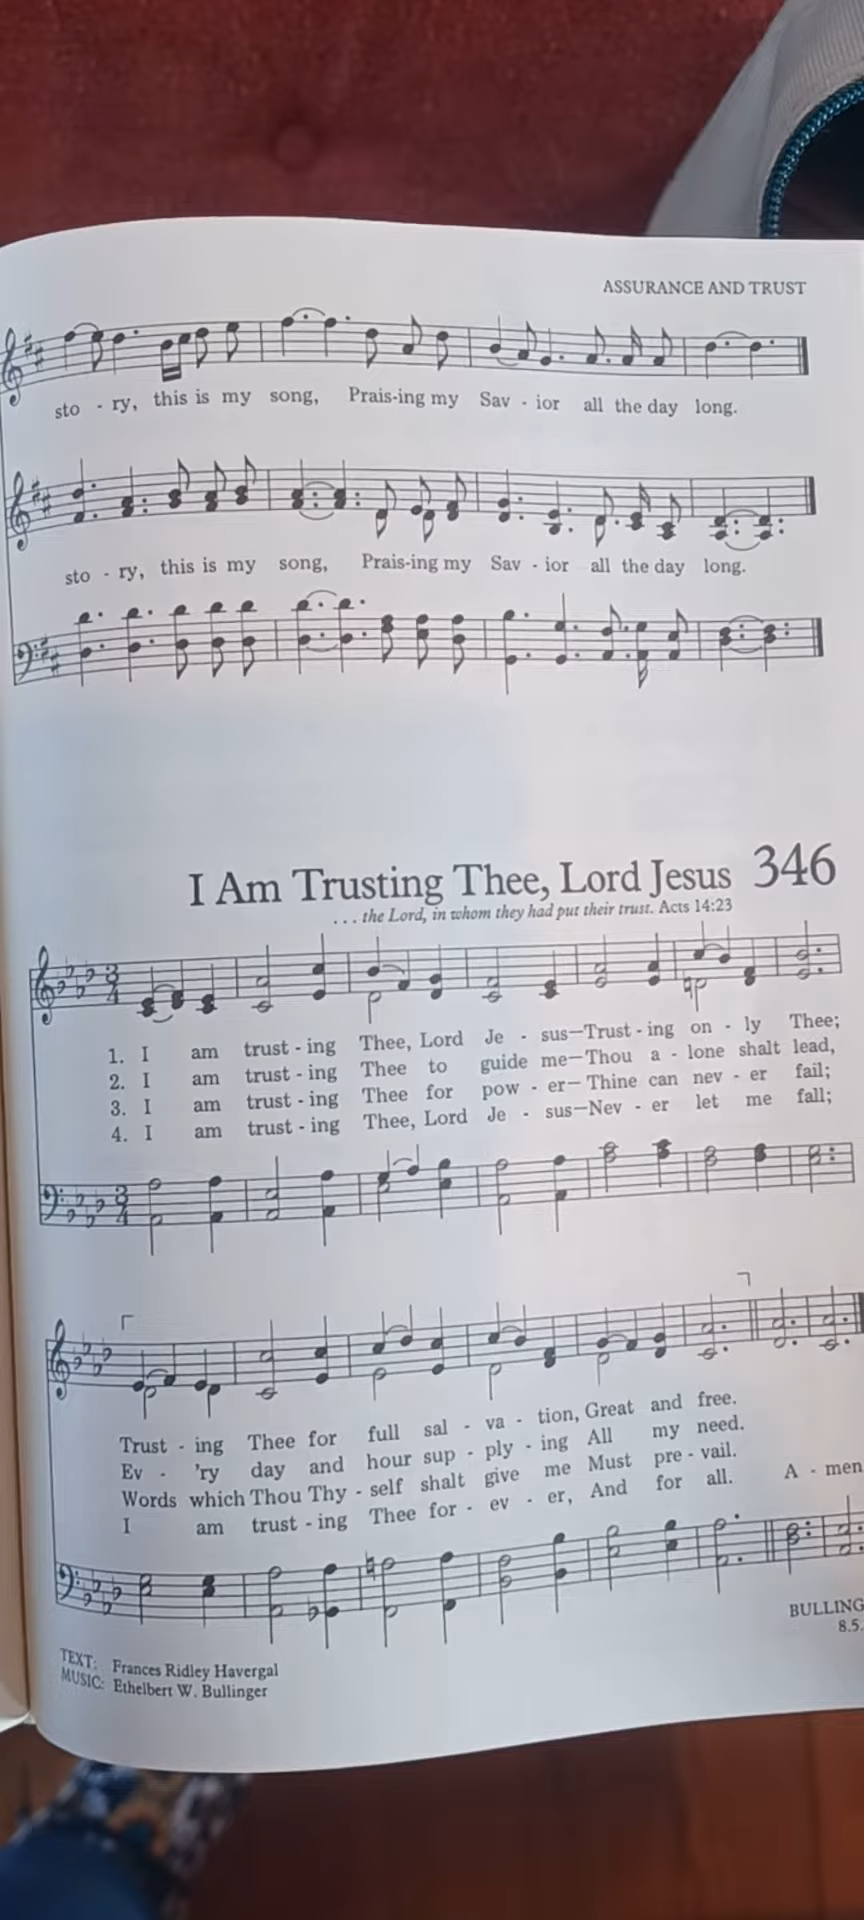 ASSURANCE AND TRUST
sto - ry, this is my song, Prais-ing my Sav - ior all the day long.
sto - ry, this is my song, Prais-ing my Sav - ior all the day long.
I Am Trusting Thee, Lord Jesus 346
. . . the Lord, in whom they had put their trust. Acts 14:23
1. I am trust - ing Thee, Lord Je - sus—Trust - ing on - ly Thee;
2. I am trust - ing Thee to guide me—Thou a - lone shalt lead,
3. I am trust - ing Thee for pow - er— Thine can nev - er fail;
4. I am trust - ing Thee, Lord Je - sus—Nev - er let me fall;
Trust - ing Thee for full sal - va - tion, Great and free.
Ev - 'ry day and hour sup - ply - ing All my need.
Words which Thou Thy - self shalt give me Must pre - vail.
I am trust - ing Thee for - ev - er, And for all. A - men
TEXT: Frances Ridley Havergal
MUSIC: Ethelbert W. Bullinger
BULLING
8.5.